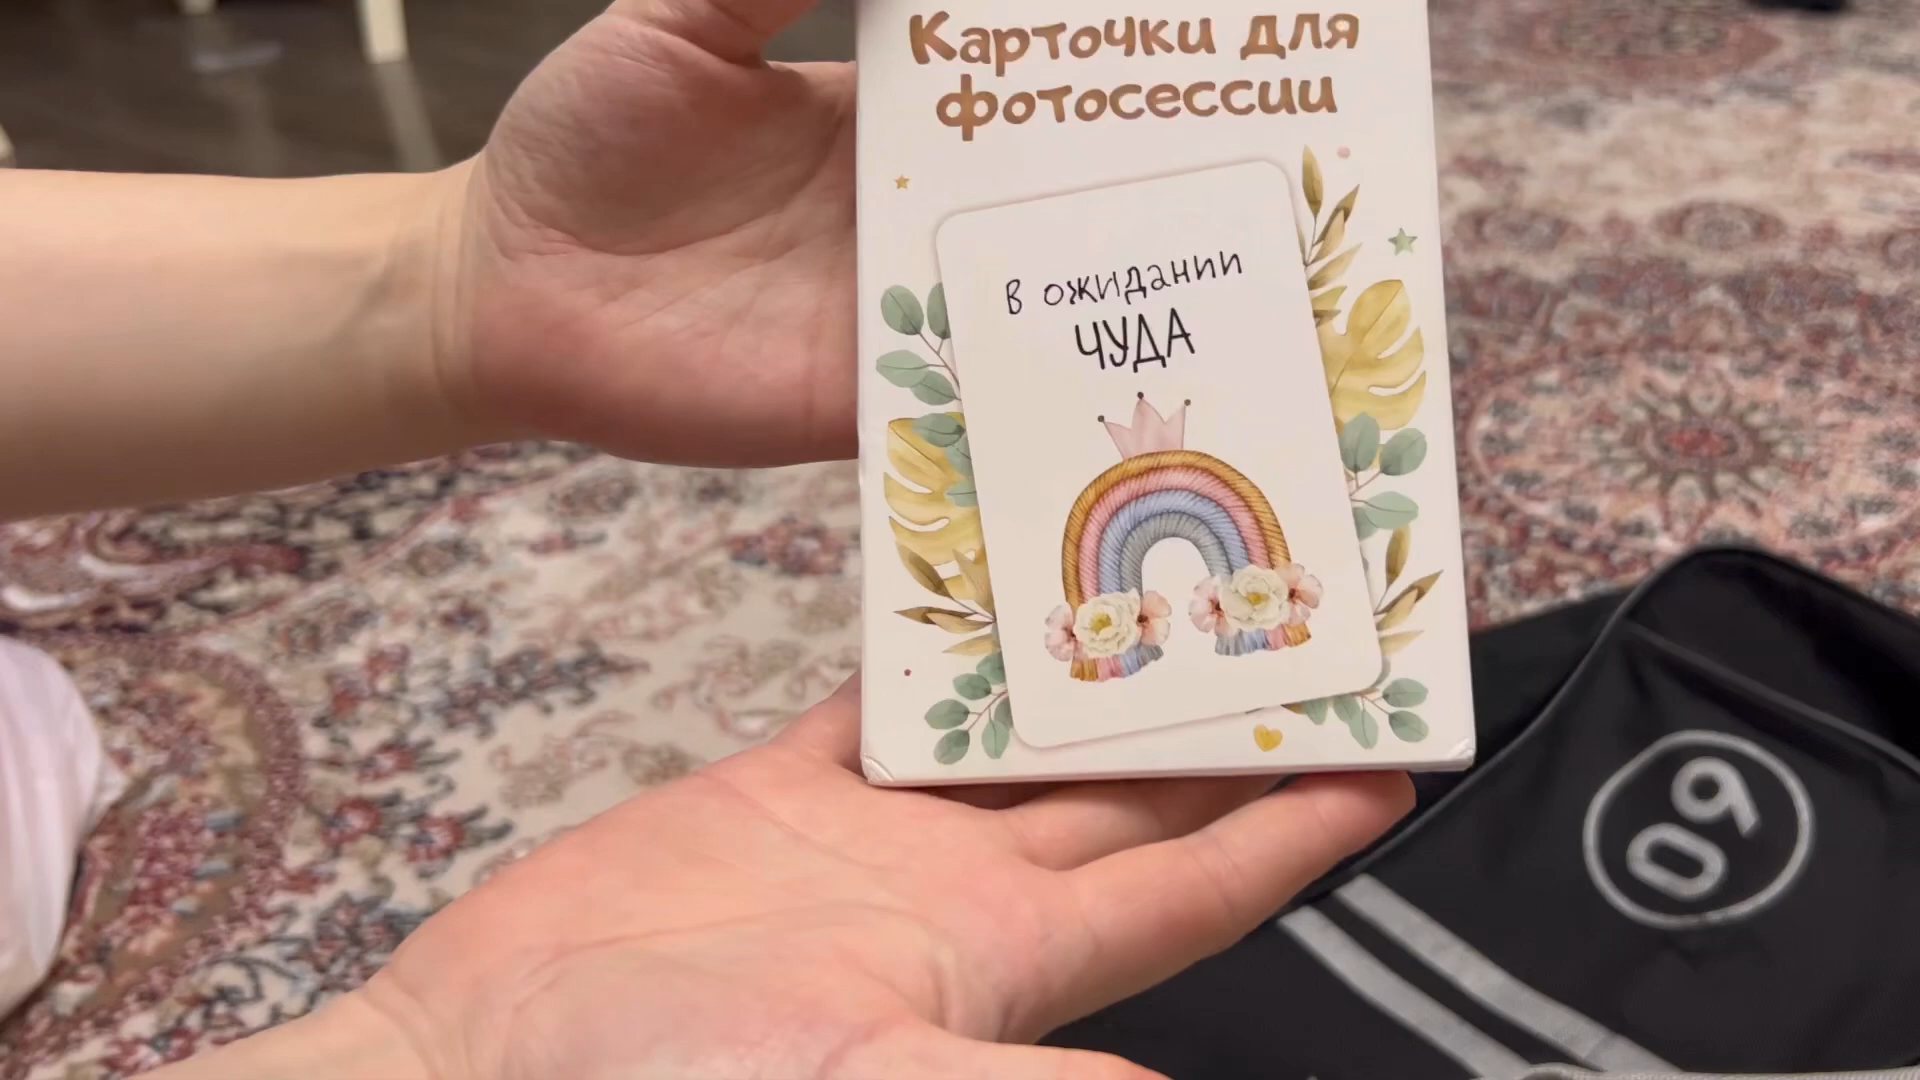 Карточки для
фотосессии
в ожидании
ЧУДА
09